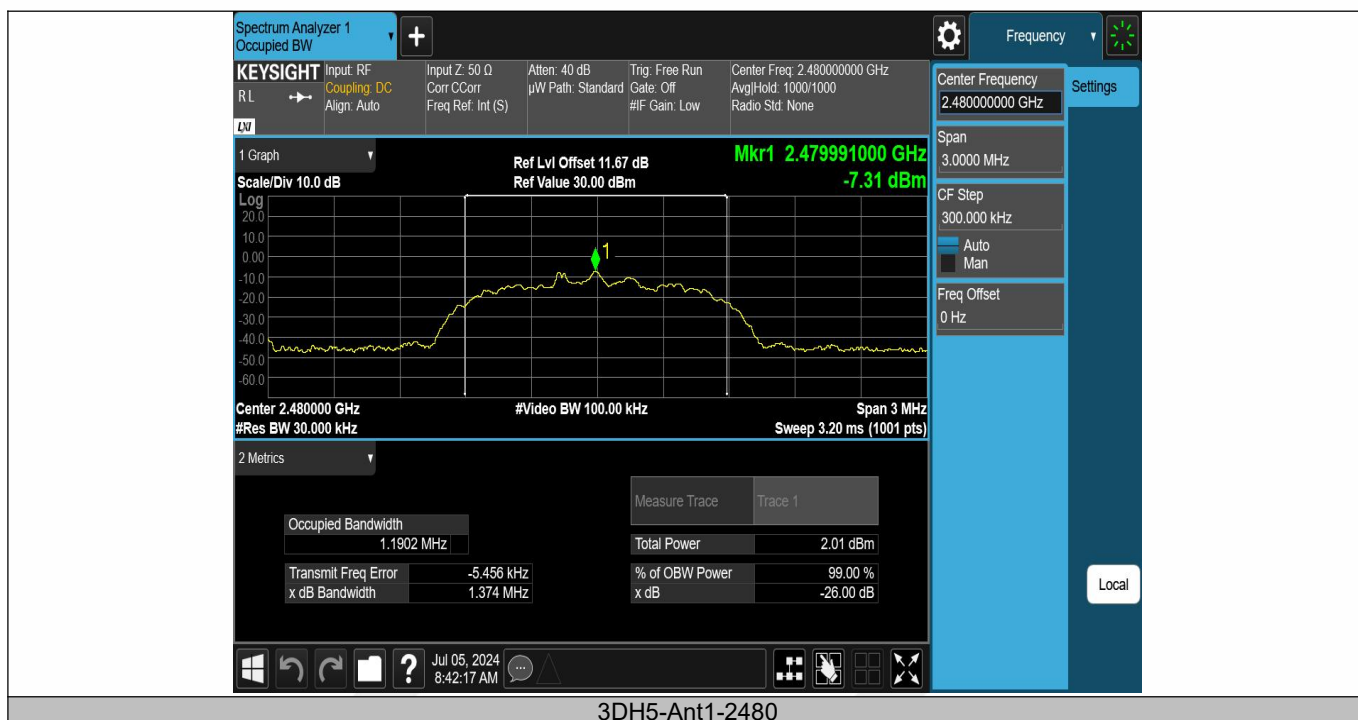 Spectrum Analyzer 1
Occupied BW
Frequency
KEYSIGHT
R L
LXI
Input: RF
Coupling: DC
Align: Auto
Input Z: 50 Ω
Corr CCorr
Freq Ref: Int (S)
Atten: 40 dB
µW Path: Standard
Trig: Free Run
Gate: Off
#IF Gain: Low
Center Freq: 2.480000000 GHz
Avg|Hold: 1000/1000
Radio Std: None
Center Frequency
2.480000000 GHz
Settings
Span
3.0000 MHz
CF Step
300.000 kHz
Auto
Man
Freq Offset
0 Hz
Local
1 Graph
Scale/Div 10.0 dB
Ref Lvl Offset 11.67 dB
Ref Value 30.00 dBm
Mkr1 2.479991000 GHz
-7.31 dBm
Log
20.0
10.0
0.00
-10.0
-20.0
-30.0
-40.0
-50.0
-60.0
1
Center 2.480000 GHz
#Video BW 100.00 kHz
Span 3 MHz
#Res BW 30.000 kHz
Sweep 3.20 ms (1001 pts)
2 Metrics
Measure Trace
Trace 1
Occupied Bandwidth
1.1902 MHz
Total Power
2.01 dBm
Transmit Freq Error
-5.456 kHz
% of OBW Power
99.00 %
x dB Bandwidth
1.374 MHz
x dB
-26.00 dB
Jul 05, 2024
8:42:17 AM
3DH5-Ant1-2480